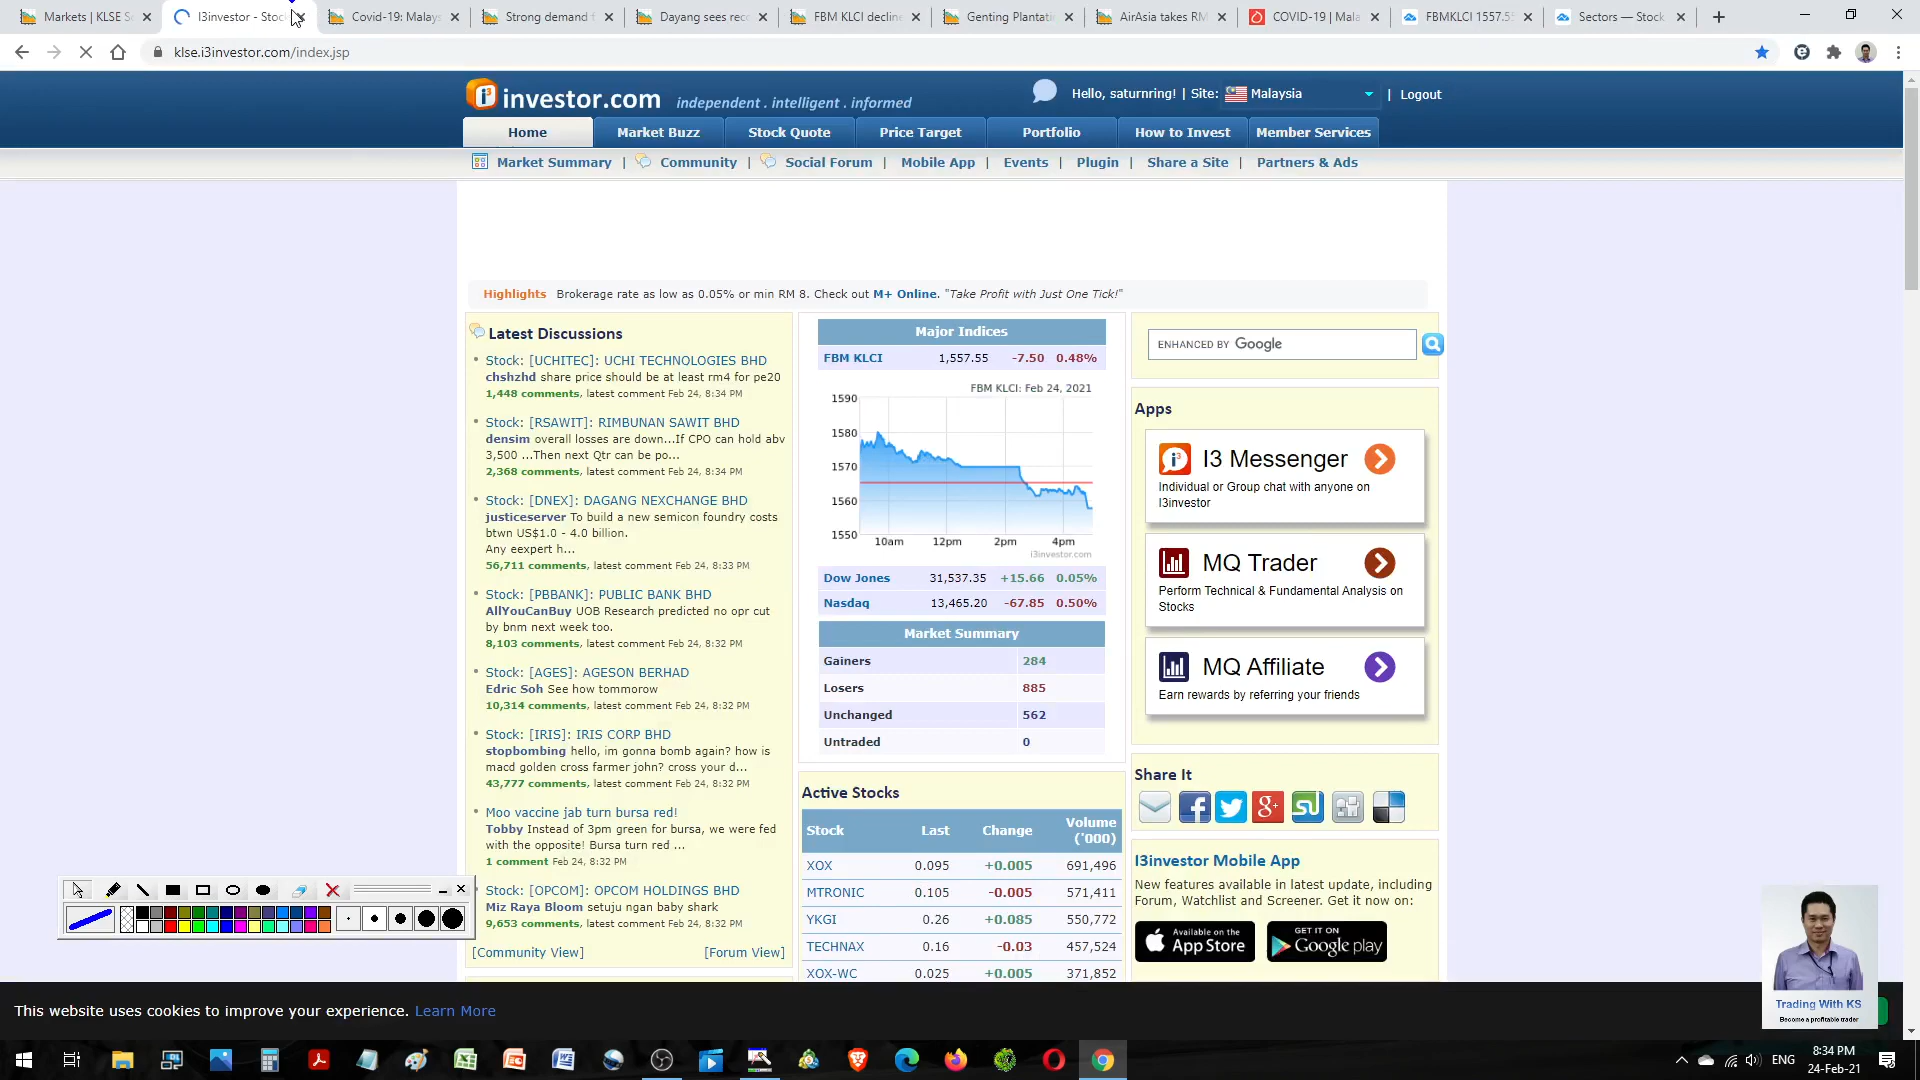 Markets | KLSE S
I3investor - Stoc
Covid-19: Malays
Strong demand f
Dayang sees rec
FBM KLCI decline
Genting Plantati
AirAsia takes RM
COVID-19 | Mala
FBMKLCI 1557.5
Sectors — Stock
klse.i3investor.com/index.jsp
i3 investor.com independent . intelligent . informed
Hello, saturnring! | Site: Malaysia | Logout
Home
Market Buzz
Stock Quote
Price Target
Portfolio
How to Invest
Member Services
Market Summary | Community | Social Forum | Mobile App | Events | Plugin | Share a Site | Partners & Ads
Highlights Brokerage rate as low as 0.05% or min RM 8. Check out M+ Online. "Take Profit with Just One Tick!"
Latest Discussions
Stock: [UCHITEC]: UCHI TECHNOLOGIES BHD
chshzhd share price should be at least rm4 for pe20
1,448 comments, latest comment Feb 24, 8:34 PM
Stock: [RSAWIT]: RIMBUNAN SAWIT BHD
densim overall losses are down...If CPO can hold abv
3,500 ...Then next Qtr can be po...
2,368 comments, latest comment Feb 24, 8:34 PM
Stock: [DNEX]: DAGANG NEXCHANGE BHD
justiceserver To build a new semicon foundry costs
btwn US$1.0 - 4.0 billion.
Any eexpert h...
56,711 comments, latest comment Feb 24, 8:33 PM
Stock: [PBBANK]: PUBLIC BANK BHD
AllYouCanBuy UOB Research predicted no opr cut
by bnm next week too.
8,103 comments, latest comment Feb 24, 8:32 PM
Stock: [AGES]: AGESON BERHAD
Edric Soh See how tommorow
10,314 comments, latest comment Feb 24, 8:32 PM
Stock: [IRIS]: IRIS CORP BHD
stopbombing hello, im gonna bomb again? how is
macd golden cross farmer john? cross your d...
43,777 comments, latest comment Feb 24, 8:32 PM
Moo vaccine jab turn bursa red!
Tobby Instead of 3pm green for bursa, we were fed
with the opposite! Bursa turn red ...
1 comment Feb 24, 8:32 PM
Stock: [OPCOM]: OPCOM HOLDINGS BHD
Miz Raya Bloom setuju ngan baby shark
9,653 comments, latest comment Feb 24, 8:32 PM
[Community View] [Forum View]
Major Indices
FBM KLCI 1,557.55 -7.50 0.48%
FBM KLCI: Feb 24, 2021
1590
1580
1570
1560
1550
10am 12pm 2pm 4pm
i3investor.com
Dow Jones 31,537.35 +15.66 0.05%
Nasdaq 13,465.20 -67.85 0.50%
Market Summary
Gainers 284
Losers 885
Unchanged 562
Untraded 0
Active Stocks
Stock Last Change Volume ('000)
XOX 0.095 +0.005 691,496
MTRONIC 0.105 -0.005 571,411
YKGI 0.26 +0.085 550,772
TECHNAX 0.16 -0.03 457,524
XOX-WC 0.025 +0.005 371,852
ENHANCED BY Google
Apps
I3 Messenger
Individual or Group chat with anyone on
I3investor
MQ Trader
Perform Technical & Fundamental Analysis on
Stocks
MQ Affiliate
Earn rewards by referring your friends
Share It
I3investor Mobile App
New features available in latest update, including
Forum, Watchlist and Screener. Get it now on:
Available on the App Store
GET IT ON Google play
Trading With KS
Become a profitable trader
This website uses cookies to improve your experience. Learn More
ENG
8:34 PM
24-Feb-21